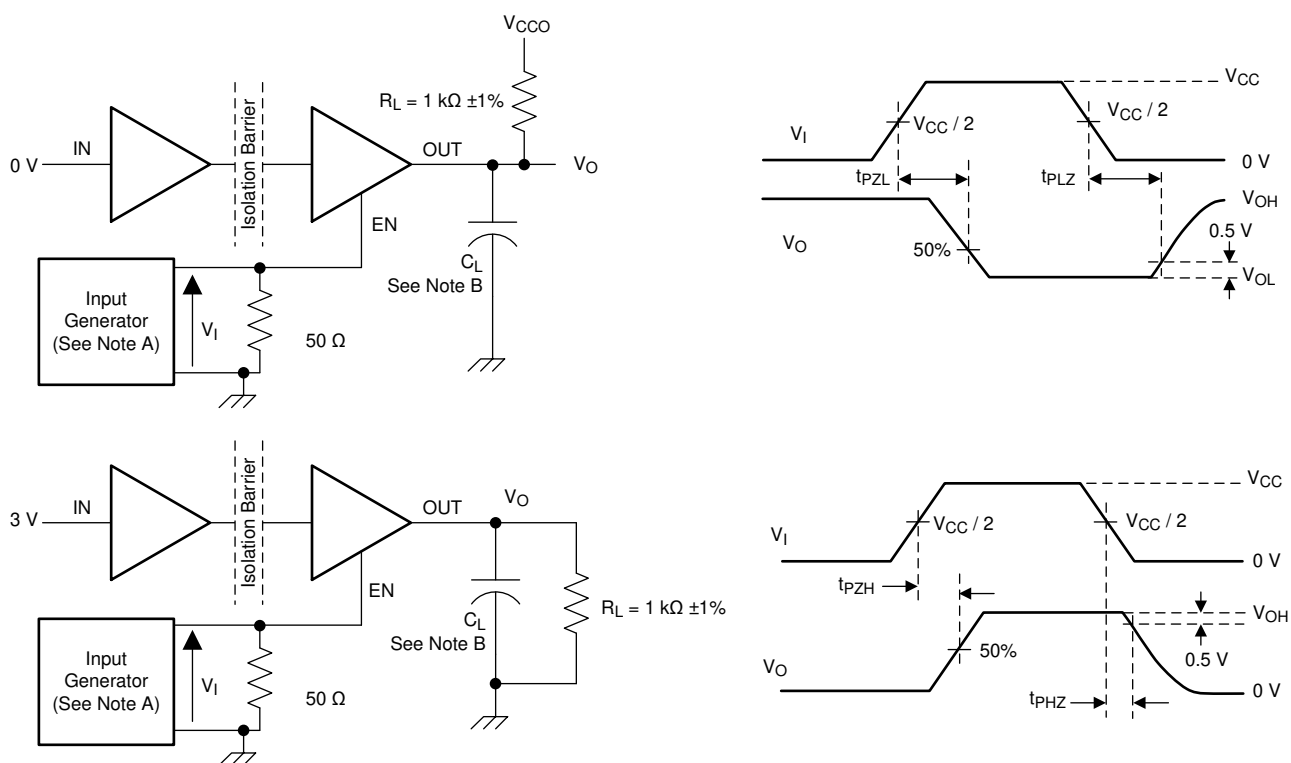 VCCO
RL = 1 kΩ ±1%
0 V
IN
Isolation Barrier
OUT
VO
EN
CL
See Note B
Input
Generator
(See Note A)
VI
50 Ω
VCC
VI
VCC / 2
VCC / 2
0 V
tPZL
tPLZ
VOH
0.5 V
VO
50%
VOL
3 V
IN
Isolation Barrier
OUT
VO
EN
CL
See Note B
RL = 1 kΩ ±1%
Input
Generator
(See Note A)
VI
50 Ω
VCC
VI
VCC / 2
VCC / 2
0 V
tPZH
VOH
50%
0.5 V
VO
tPHZ
0 V